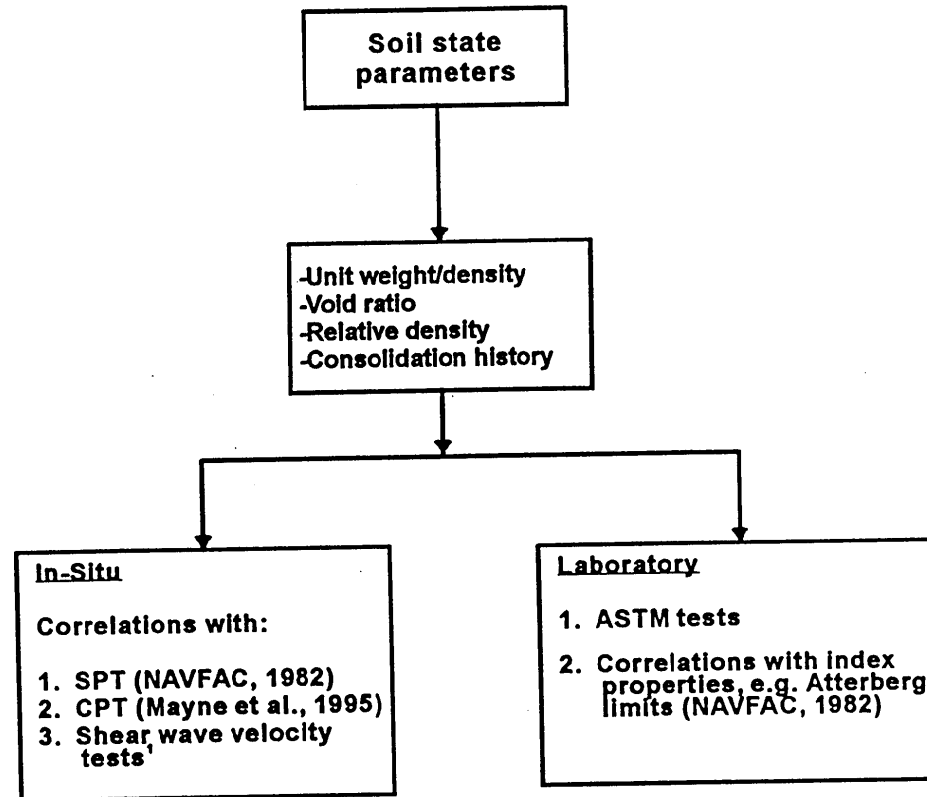 Soil state
parameters
-Unit weight/density
-Void ratio
-Relative density
-Consolidation history
In-Situ
Correlations with:
1. SPT (NAVFAC, 1982)
2. CPT (Mayne et al., 1995)
3. Shear wave velocity
tests¹
Laboratory
1. ASTM tests
2. Correlations with index
properties, e.g. Atterberg
limits (NAVFAC, 1982)